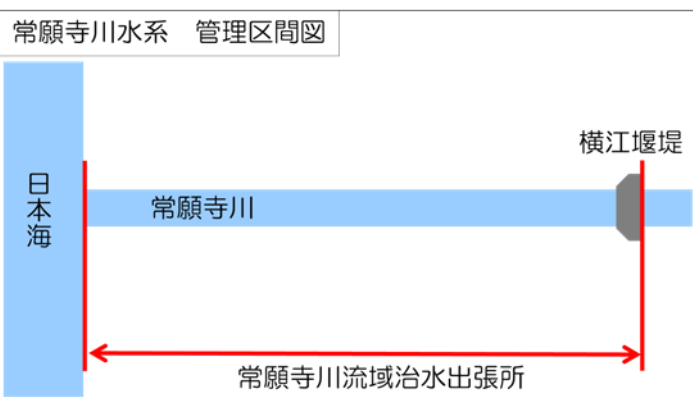 常願寺川水系　管理区間図
横江堰堤
日本海
常願寺川
常願寺川流域治水出張所